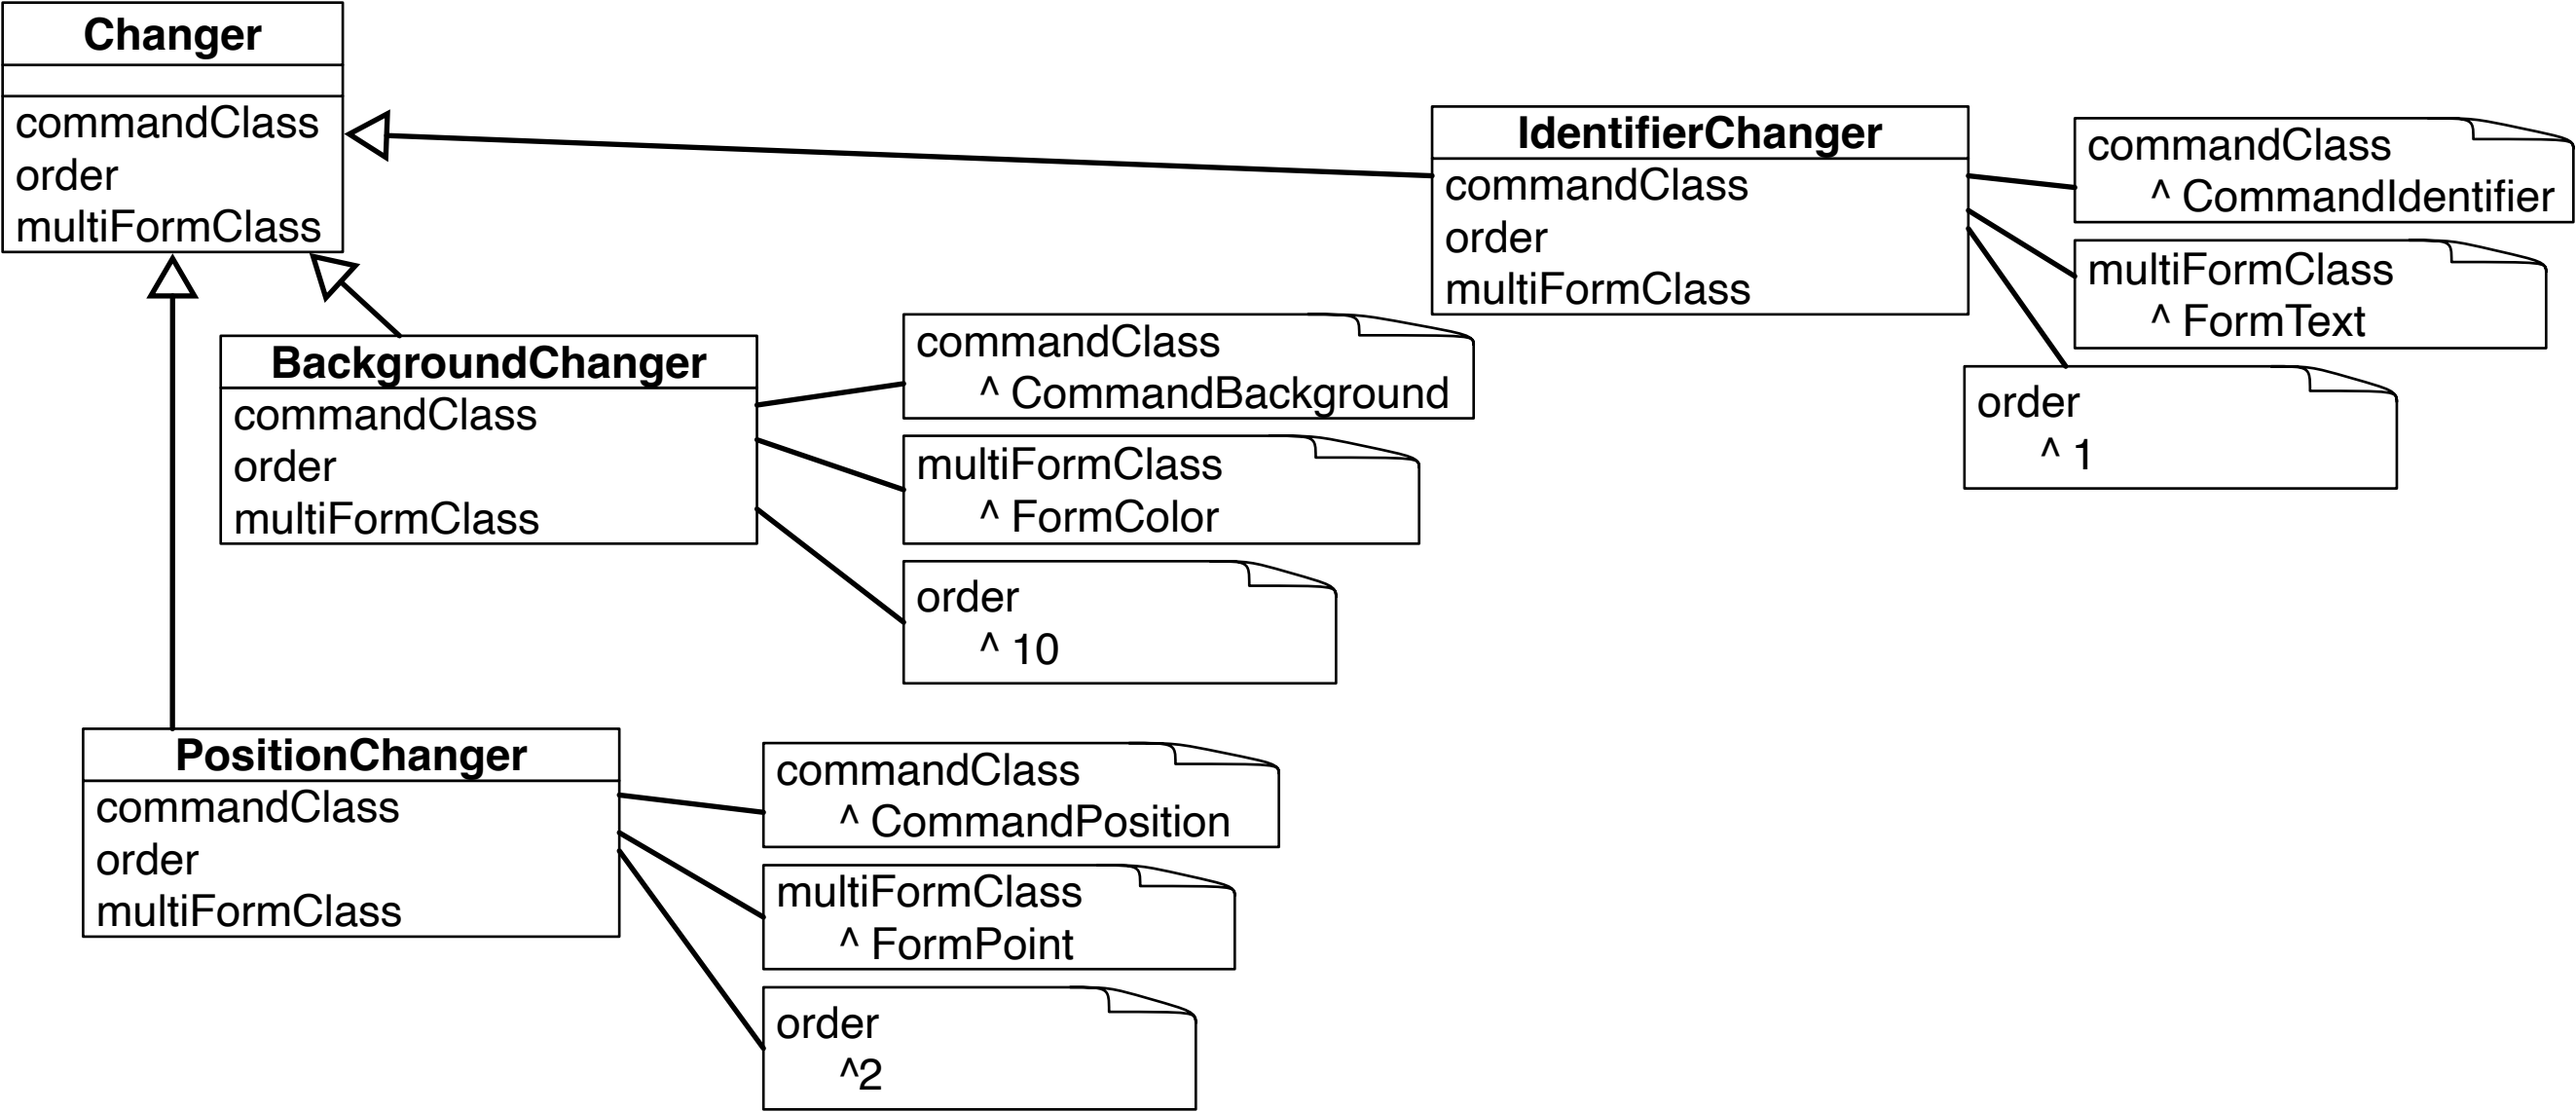 Changer
commandClass
order
multiFormClass
IdentifierChanger
commandClass
order
multiFormClass
commandClass
^ CommandIdentifier
multiFormClass
^ FormText
order
^ 1
BackgroundChanger
commandClass
order
multiFormClass
commandClass
^ CommandBackground
multiFormClass
^ FormColor
order
^ 10
PositionChanger
commandClass
order
multiFormClass
commandClass
^ CommandPosition
multiFormClass
^ FormPoint
order
^2